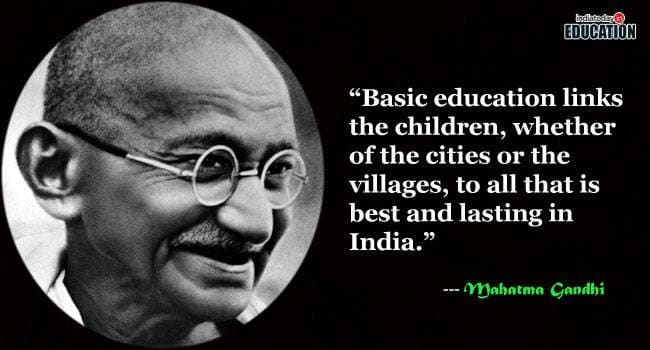 indiatoday.in
EDUCATION
“Basic education links
the children, whether
of the cities or the
villages, to all that is
best and lasting in
India.”
--- Mahatma Gandhi